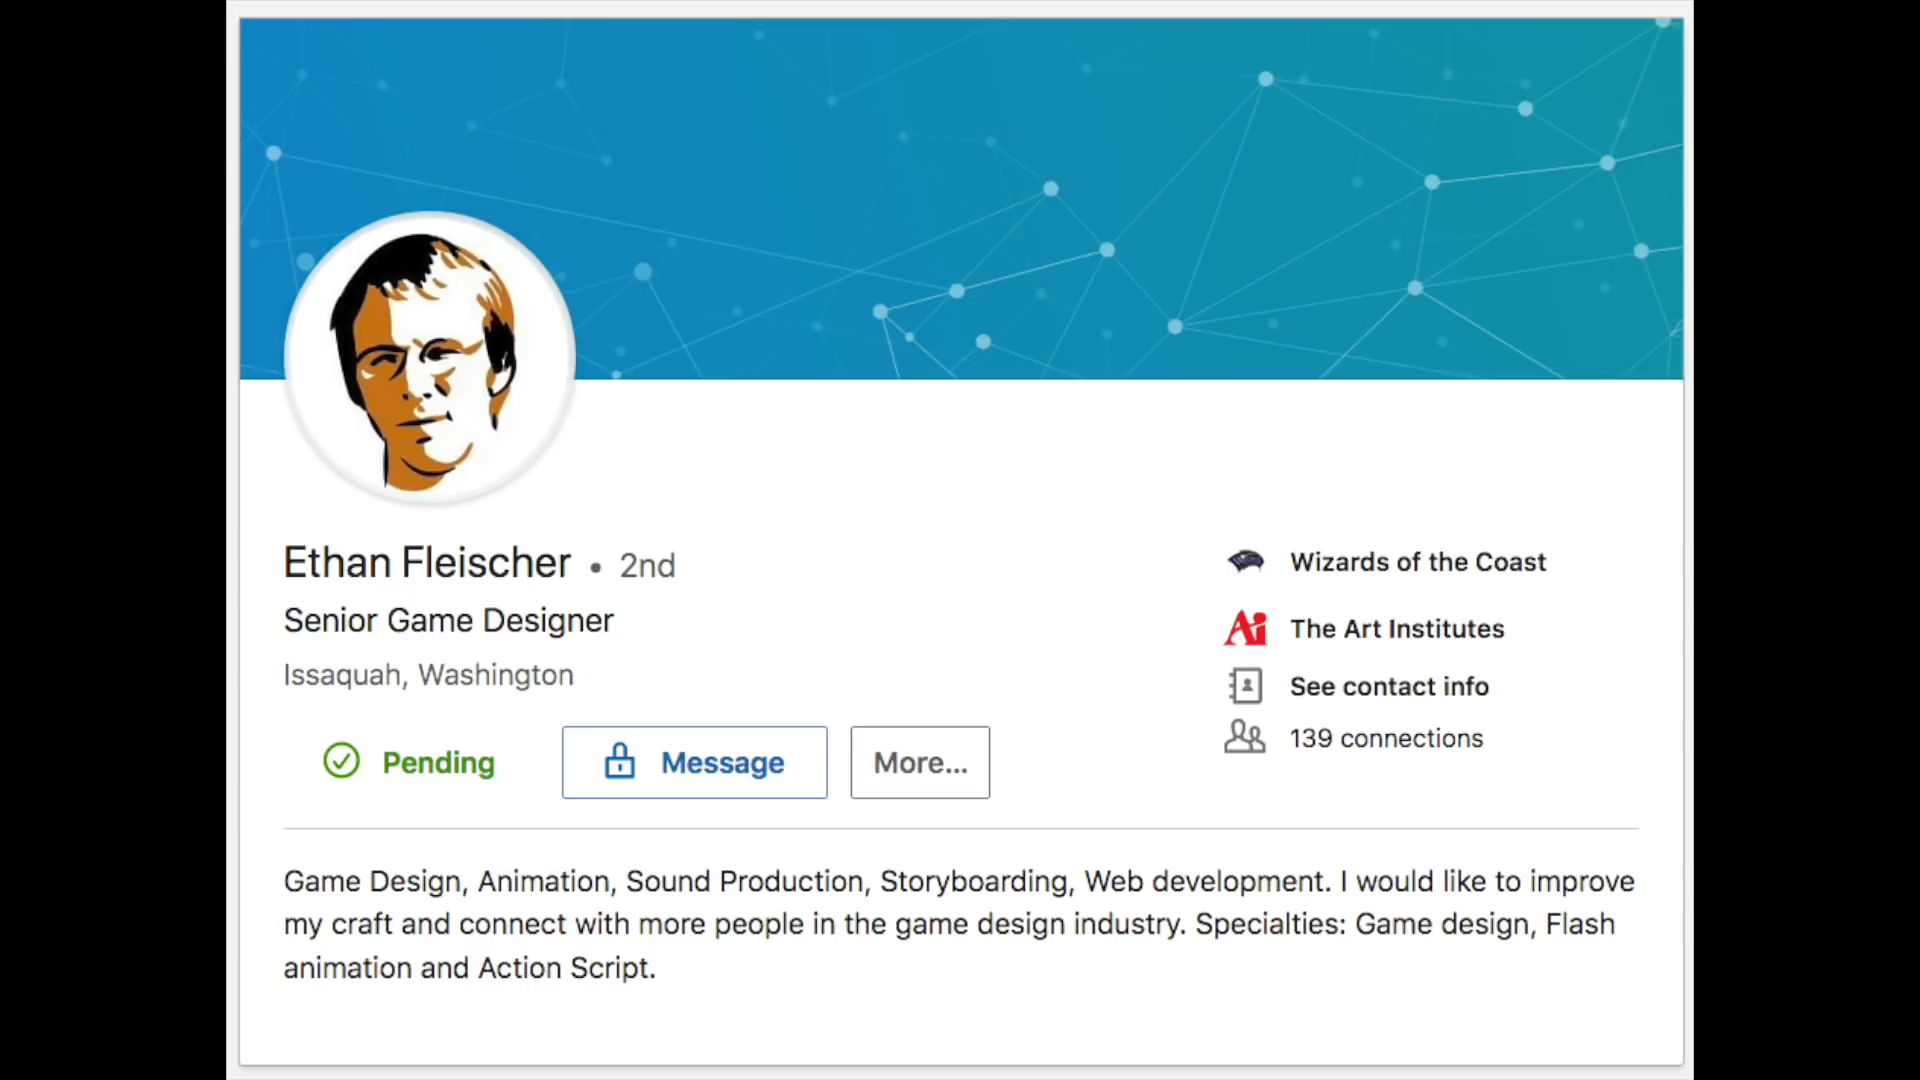 Ethan Fleischer • 2nd
Senior Game Designer
Issaquah, Washington
Pending
Message
More...
Wizards of the Coast
Ai The Art Institutes
See contact info
139 connections
Game Design, Animation, Sound Production, Storyboarding, Web development. I would like to improve
my craft and connect with more people in the game design industry. Specialties: Game design, Flash
animation and Action Script.